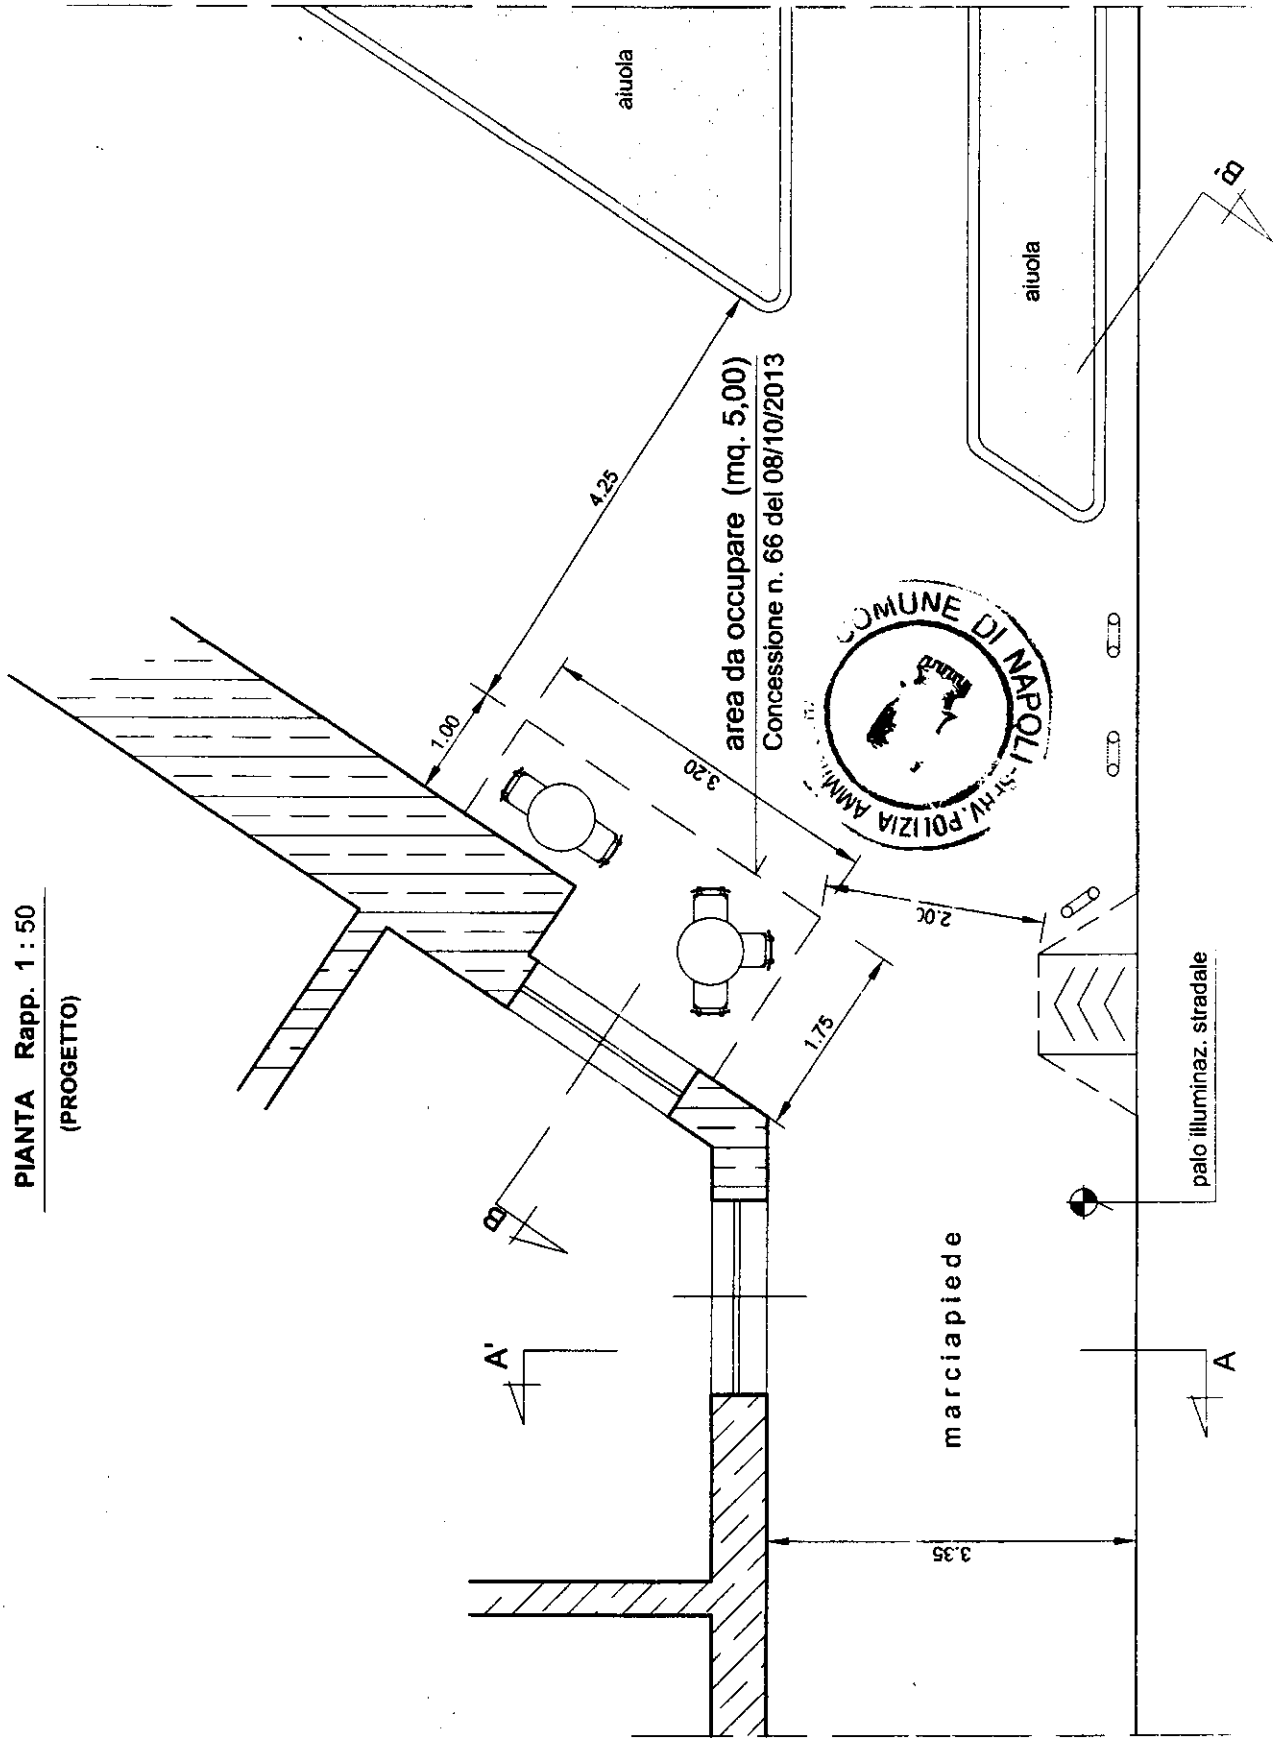 PIANTA Rapp. 1 : 50
(PROGETTO)
aiuola
4.25
1.00
3.20
area da occupare (mq. 5,00)
Concessione n. 66 del 08/10/2013
COMUNE DI NAPOLI
POLIZIA
aiuola
B'
B
1.75
2.00
A'
marciapiede
palo illuminaz. stradale
3.35
A